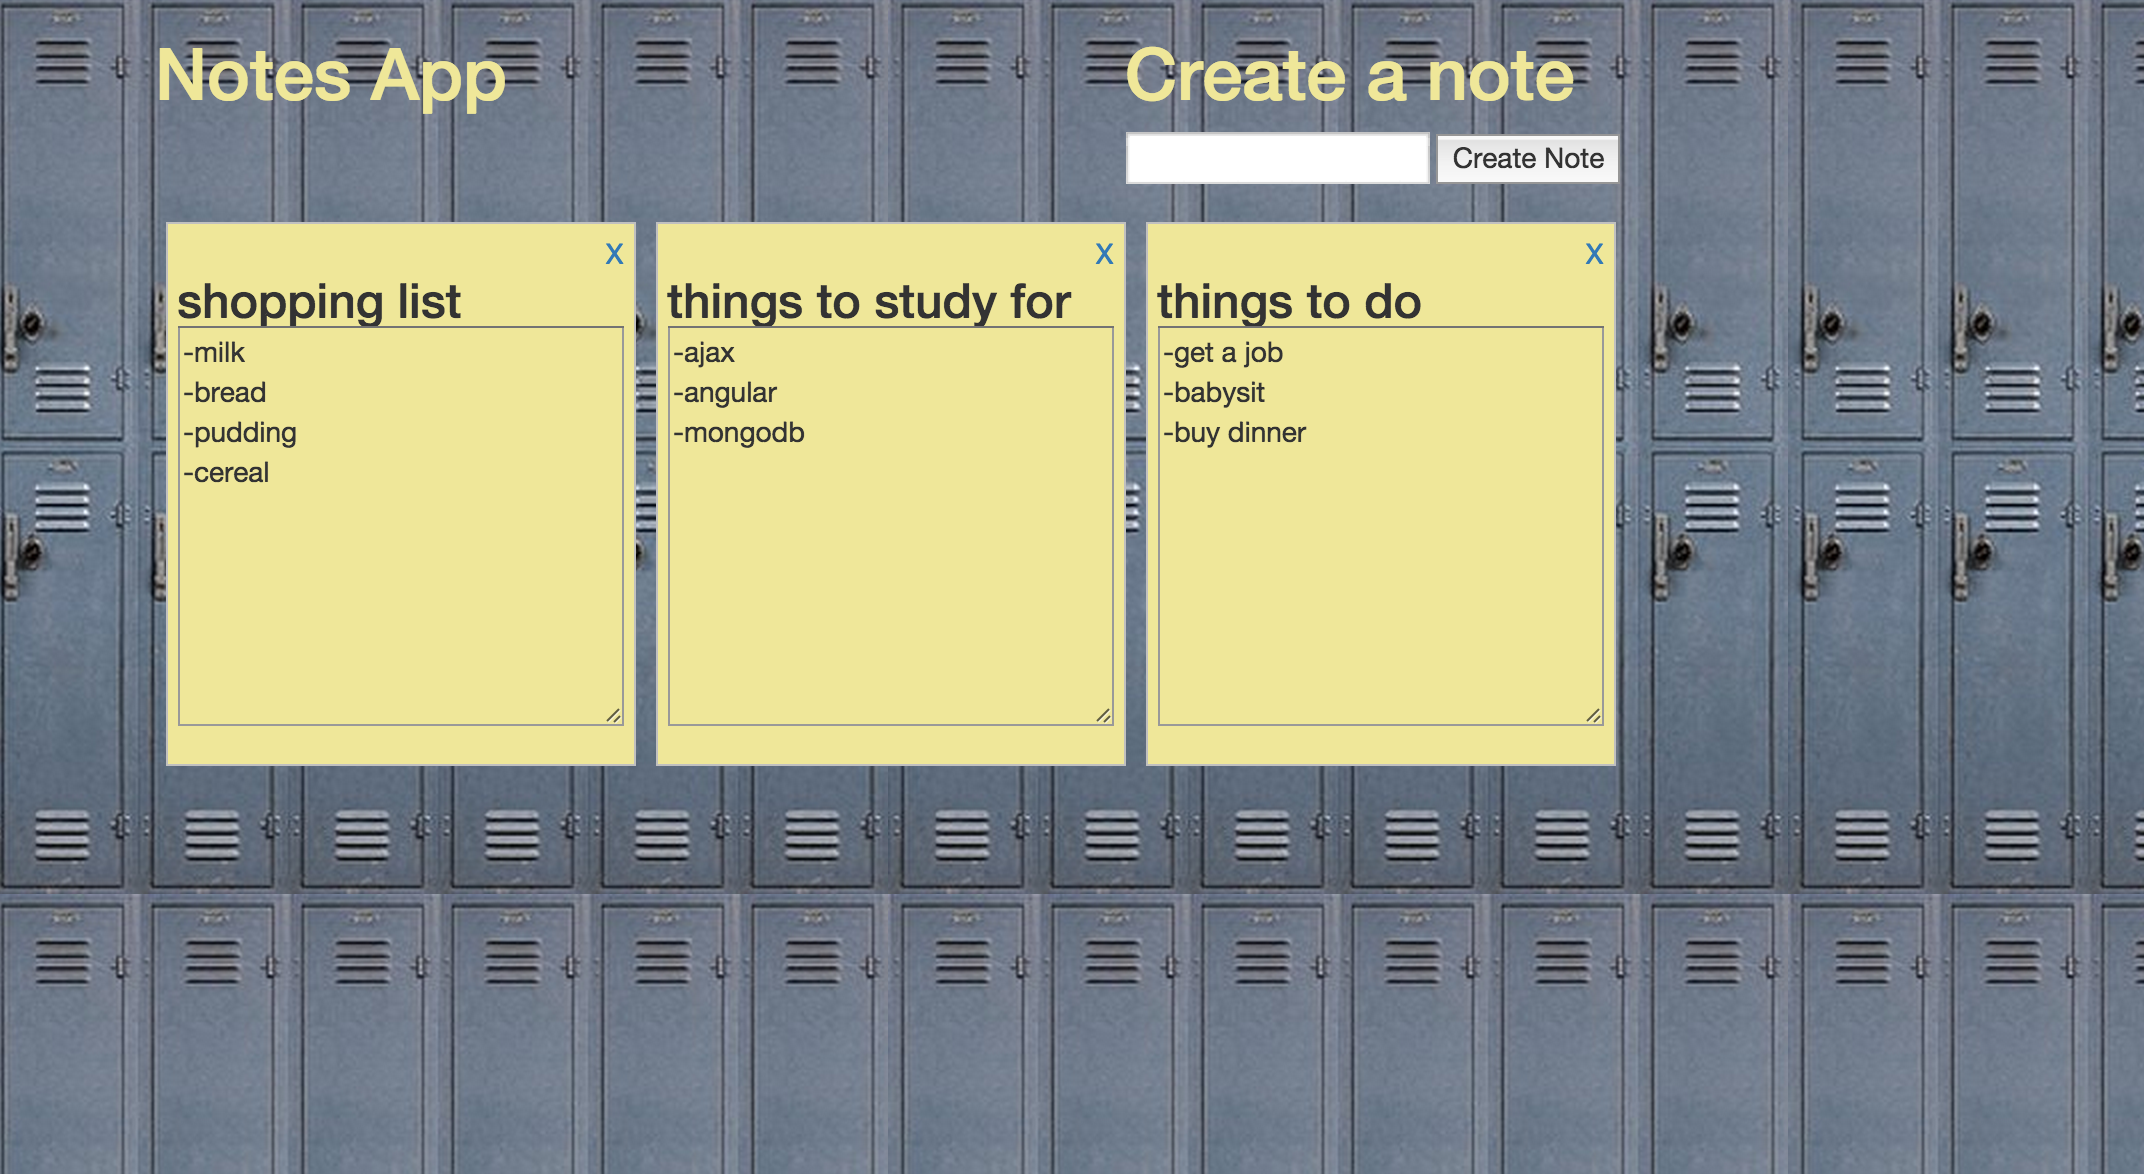 Notes App
Create a note
Create Note
x
shopping list
-milk
-bread
-pudding
-cereal
x
things to study for
-ajax
-angular
-mongodb
x
things to do
-get a job
-babysit
-buy dinner